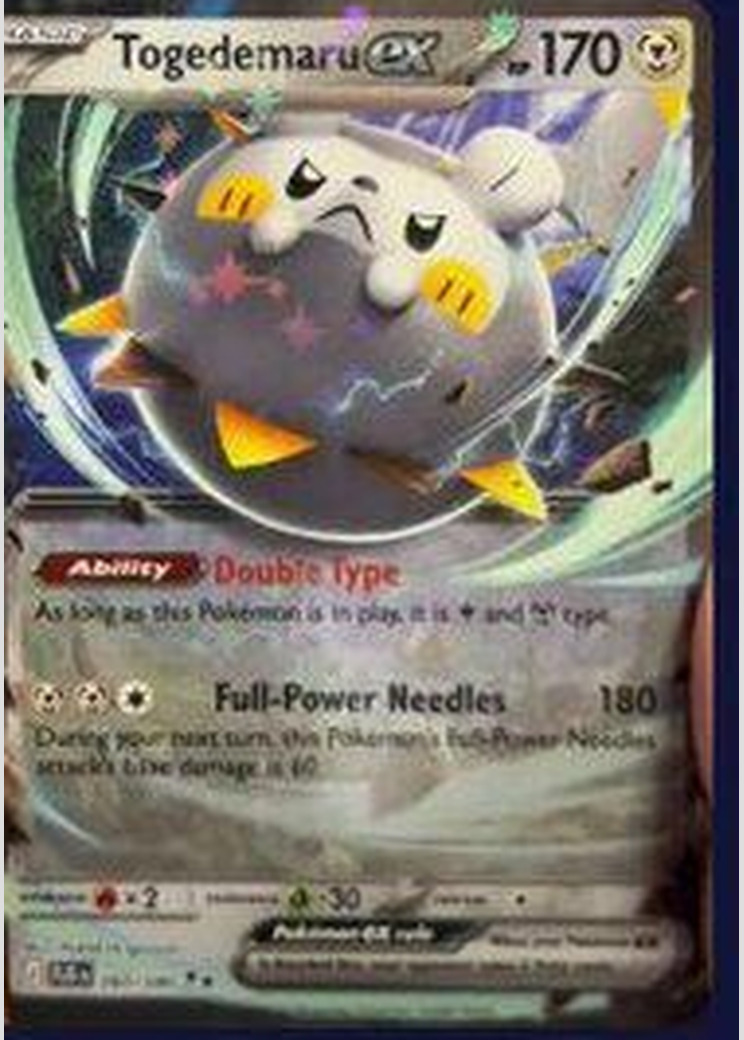 Togedemaru ex HP 170
Ability Double Type
As long as this Pokémon is in play, it is and type.
Full-Power Needles 180
During your next turn, this Pokémon's Full-Power Needles
attack's base damage is 60.
×2 -30
Pokémon ex rule